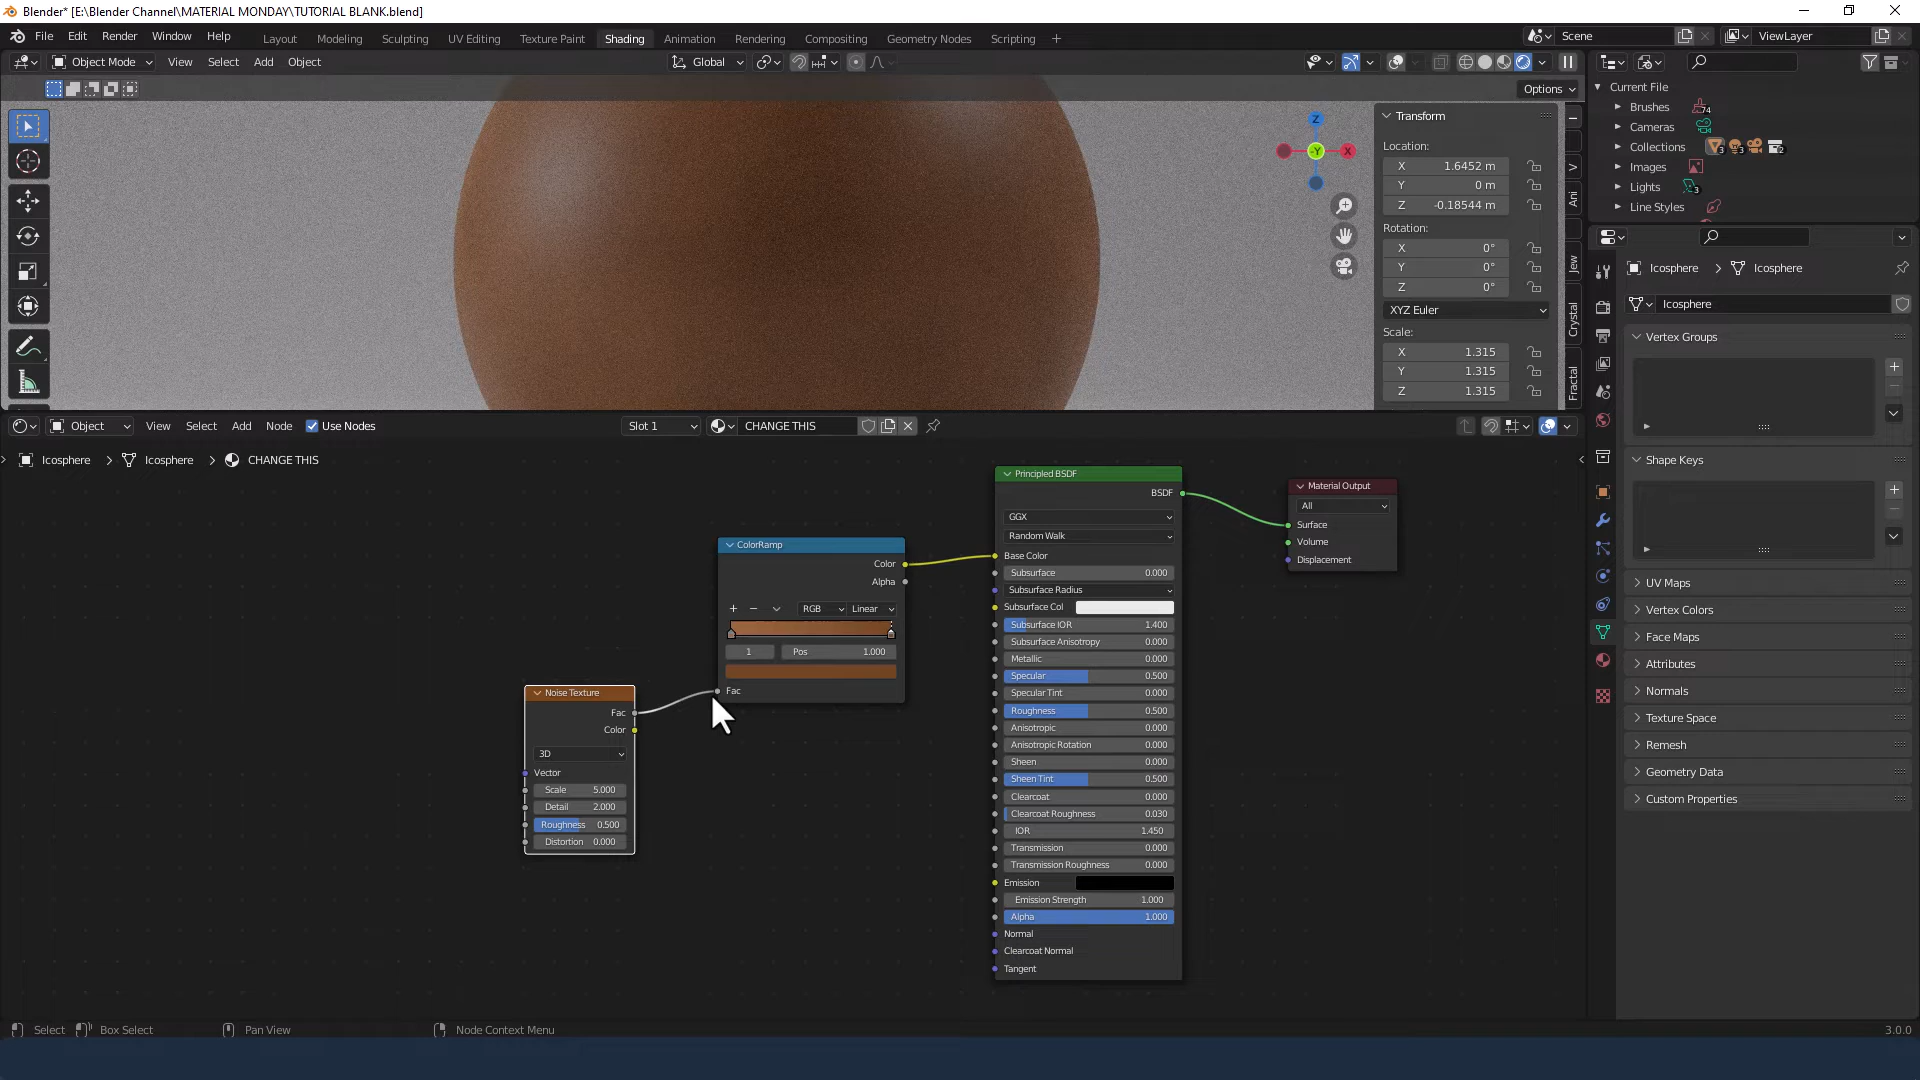 Blender* [E:\Blender Channel\MATERIAL MONDAY\TUTORIAL BLANK.blend]
File Edit Render Window Help Layout Modeling Sculpting UV Editing Texture Paint Shading Animation Rendering Compositing Geometry Nodes Scripting + Scene ViewLayer
Object Mode View Select Add Object Global
Options
Current File
Brushes 74
Cameras
Collections 3 3 2
Images
Lights 3
Line Styles
Transform
Location:
X 1.6452 m
Y 0 m
Z -0.18544 m
Rotation:
X 0°
Y 0°
Z 0°
XYZ Euler
Scale:
X 1.315
Y 1.315
Z 1.315
Z
-Y X
V
Ani
Jew
Crystal
Fractal
Icosphere > Icosphere
Icosphere
Vertex Groups
Shape Keys
UV Maps
Vertex Colors
Face Maps
Attributes
Normals
Texture Space
Remesh
Geometry Data
Custom Properties
Object View Select Add Node Use Nodes Slot 1 CHANGE THIS
Icosphere > Icosphere > CHANGE THIS
Noise Texture
Fac
Color
3D
Vector
Scale 5.000
Detail 2.000
Roughness 0.500
Distortion 0.000
ColorRamp
Color
Alpha
+ − RGB Linear
1 Pos 1.000
Fac
Principled BSDF
BSDF
GGX
Random Walk
Base Color
Subsurface 0.000
Subsurface Radius
Subsurface Col
Subsurface IOR 1.400
Subsurface Anisotropy 0.000
Metallic 0.000
Specular 0.500
Specular Tint 0.000
Roughness 0.500
Anisotropic 0.000
Anisotropic Rotation 0.000
Sheen 0.000
Sheen Tint 0.500
Clearcoat 0.000
Clearcoat Roughness 0.030
IOR 1.450
Transmission 0.000
Transmission Roughness 0.000
Emission
Emission Strength 1.000
Alpha 1.000
Normal
Clearcoat Normal
Tangent
Material Output
All
Surface
Volume
Displacement
Select Box Select Pan View Node Context Menu 3.0.0